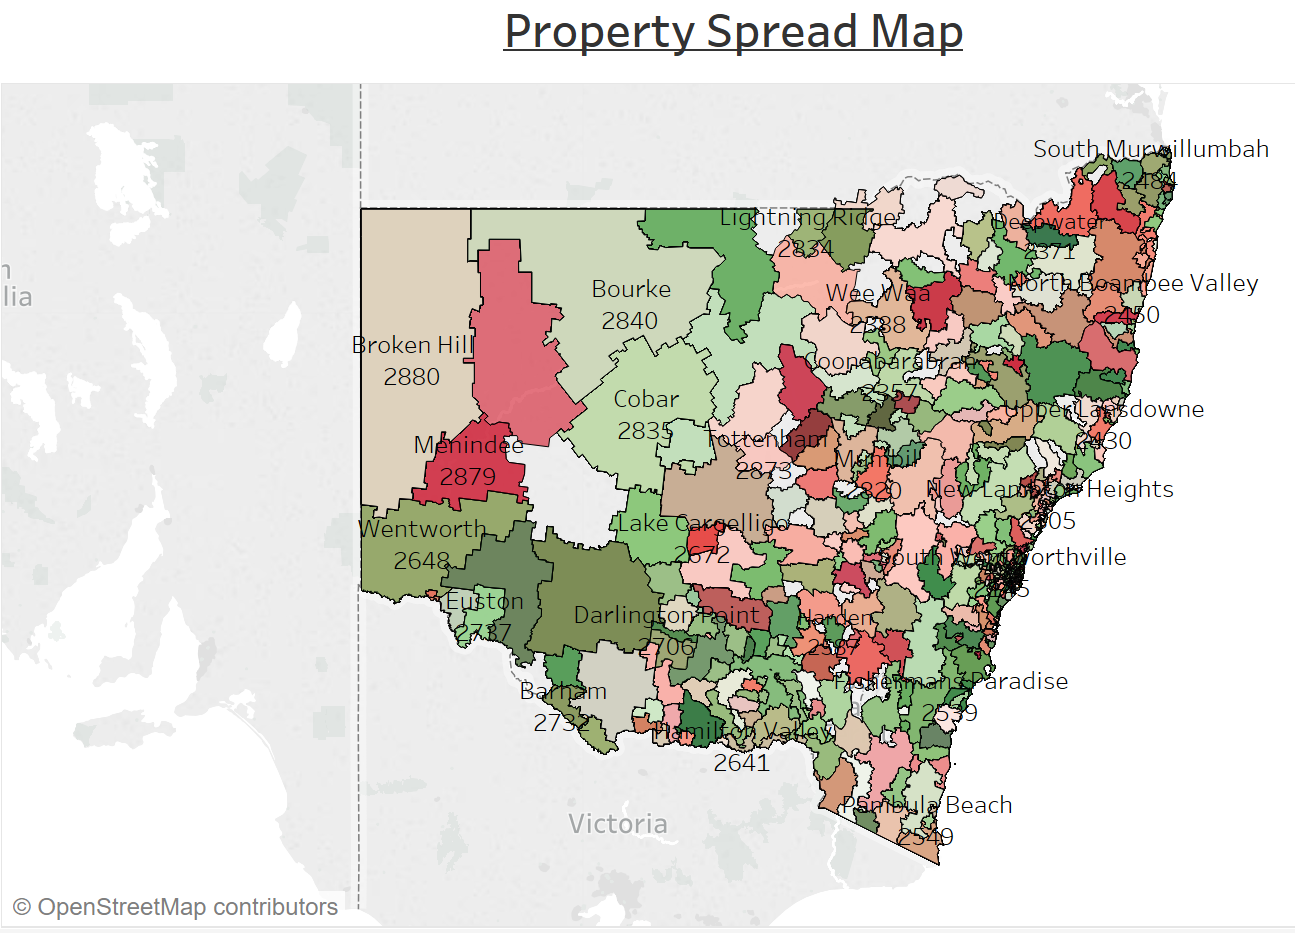 Property Spread Map
South Murwillumbah
2484
Lightning Ridge
2834
Deepwater
2371
n
lia
Bourke
2840
Wee Waa
2388
North Boambee Valley
2450
Broken Hill
2880
Coonabarabran
2357
Cobar
2835
Upper Lansdowne
2430
Menindee
2879
Tottenham
2873
Mumbil
2820
New Lambton Heights
2305
Wentworth
2648
Lake Cargelligo
2672
South Wentworthville
2145
Euston
2737
Darlington Point
2706
Harden
2587
Barham
2732
Fishermans Paradise
2539
Hamilton Valley
2641
Pambula Beach
2549
Victoria
© OpenStreetMap contributors